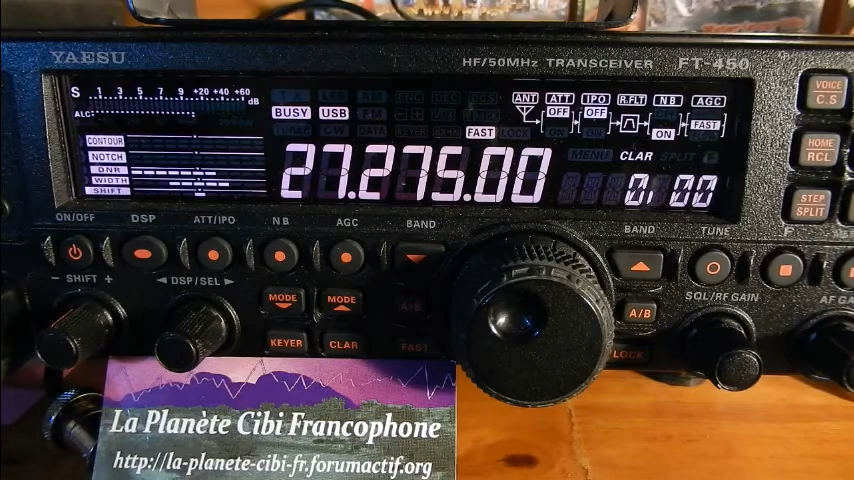 YAESU
HF/50MHz TRANSCEIVER FT-450
S 1 3 5 7 9 +20 +40 +60 dB
ALC:
BUSY USB
FAST LOCK
ANT ATT IPO R.FLT NB AGC
OFF OFF
ON FAST
CONTOUR
NOTCH
DNR
WIDTH
SHIFT
27.275.00
MENU CLAR SPLIT
0.00
VOICE
C.S
HOME
RCL
STEP
SPLIT
ON/OFF DSP ATT/IPO NB AGC BAND
BAND TUNE F
− SHIFT + ◄ DSP/SEL ►
MODE MODE
A/B
SQL/RF GAIN AF GA
KEYER CLAR FAST
LOCK
La Planète Cibi Francophone
http://la-planete-cibi-fr.forumactif.org